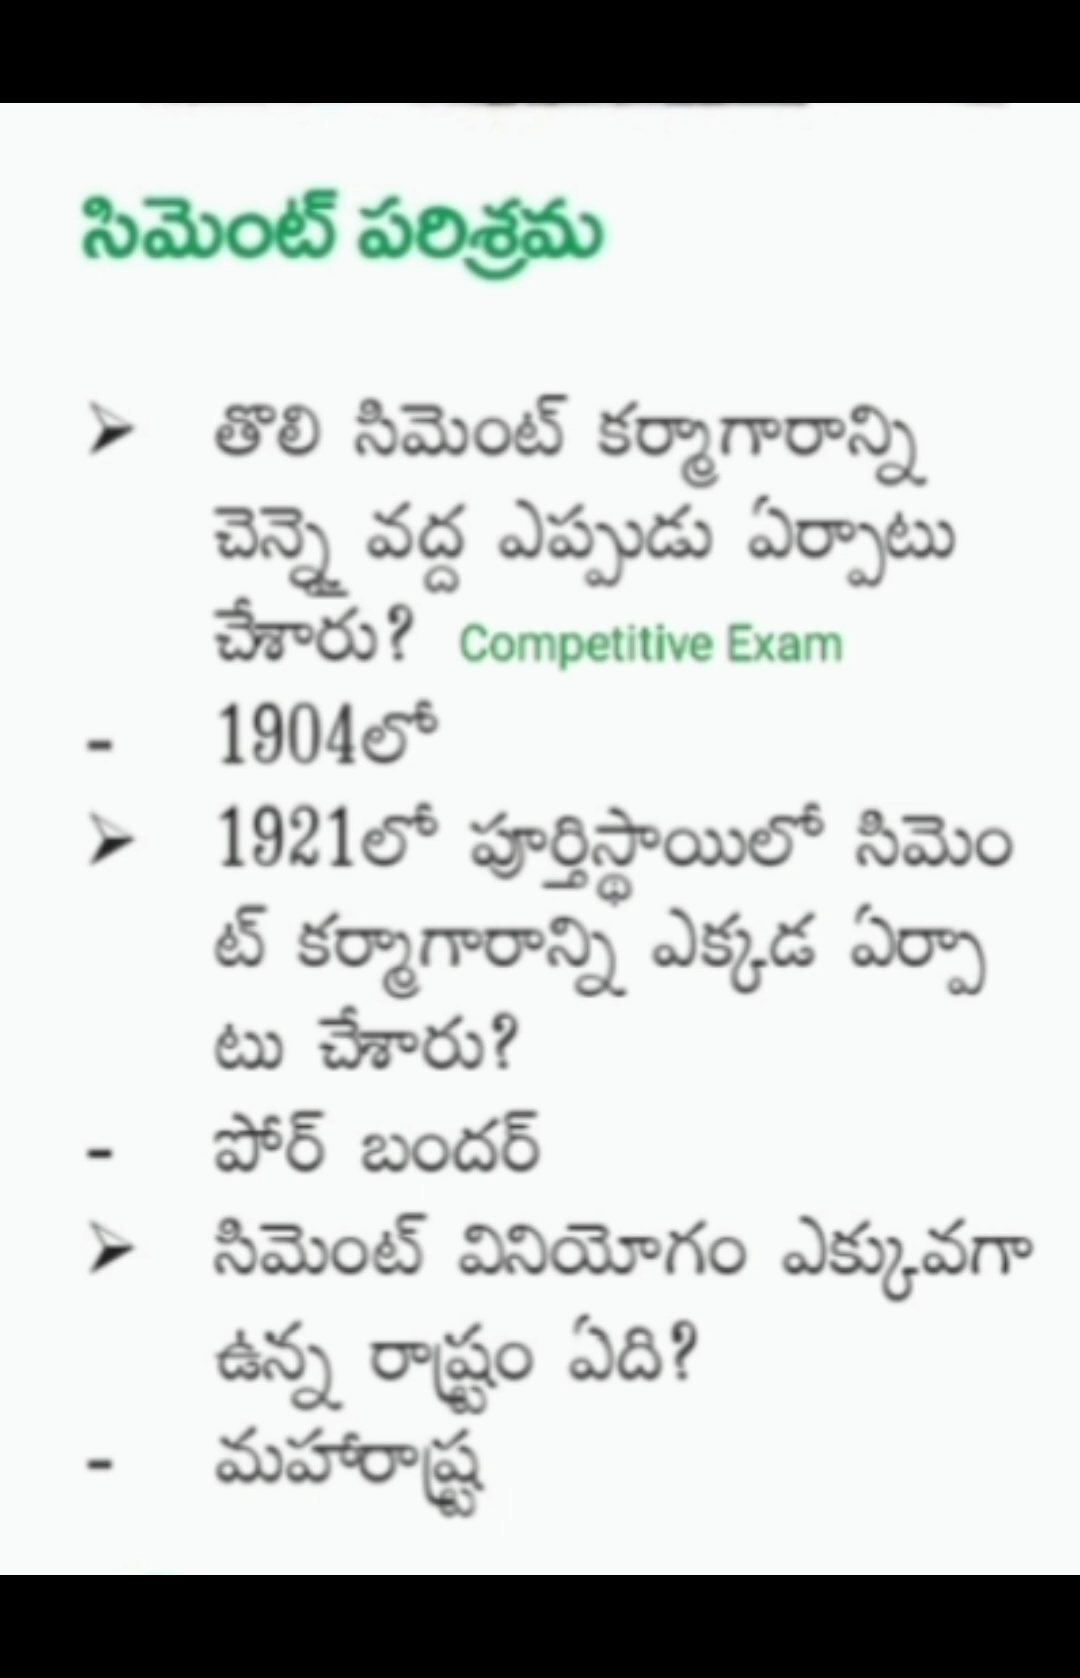 సిమెంట్ పరిశ్రమ
➤ తొలి సిమెంట్ కర్మాగారాన్ని
చెన్నై వద్ద ఎప్పుడు ఏర్పాటు
చేశారు? Competitive Exam
- 1904లో
➤ 1921లో పూర్తిస్థాయిలో సిమెం
ట్ కర్మాగారాన్ని ఎక్కడ ఏర్పా
టు చేశారు?
- పోర్ బందర్
➤ సిమెంట్ వినియోగం ఎక్కువగా
ఉన్న రాష్ట్రం ఏది?
- మహారాష్ట్ర